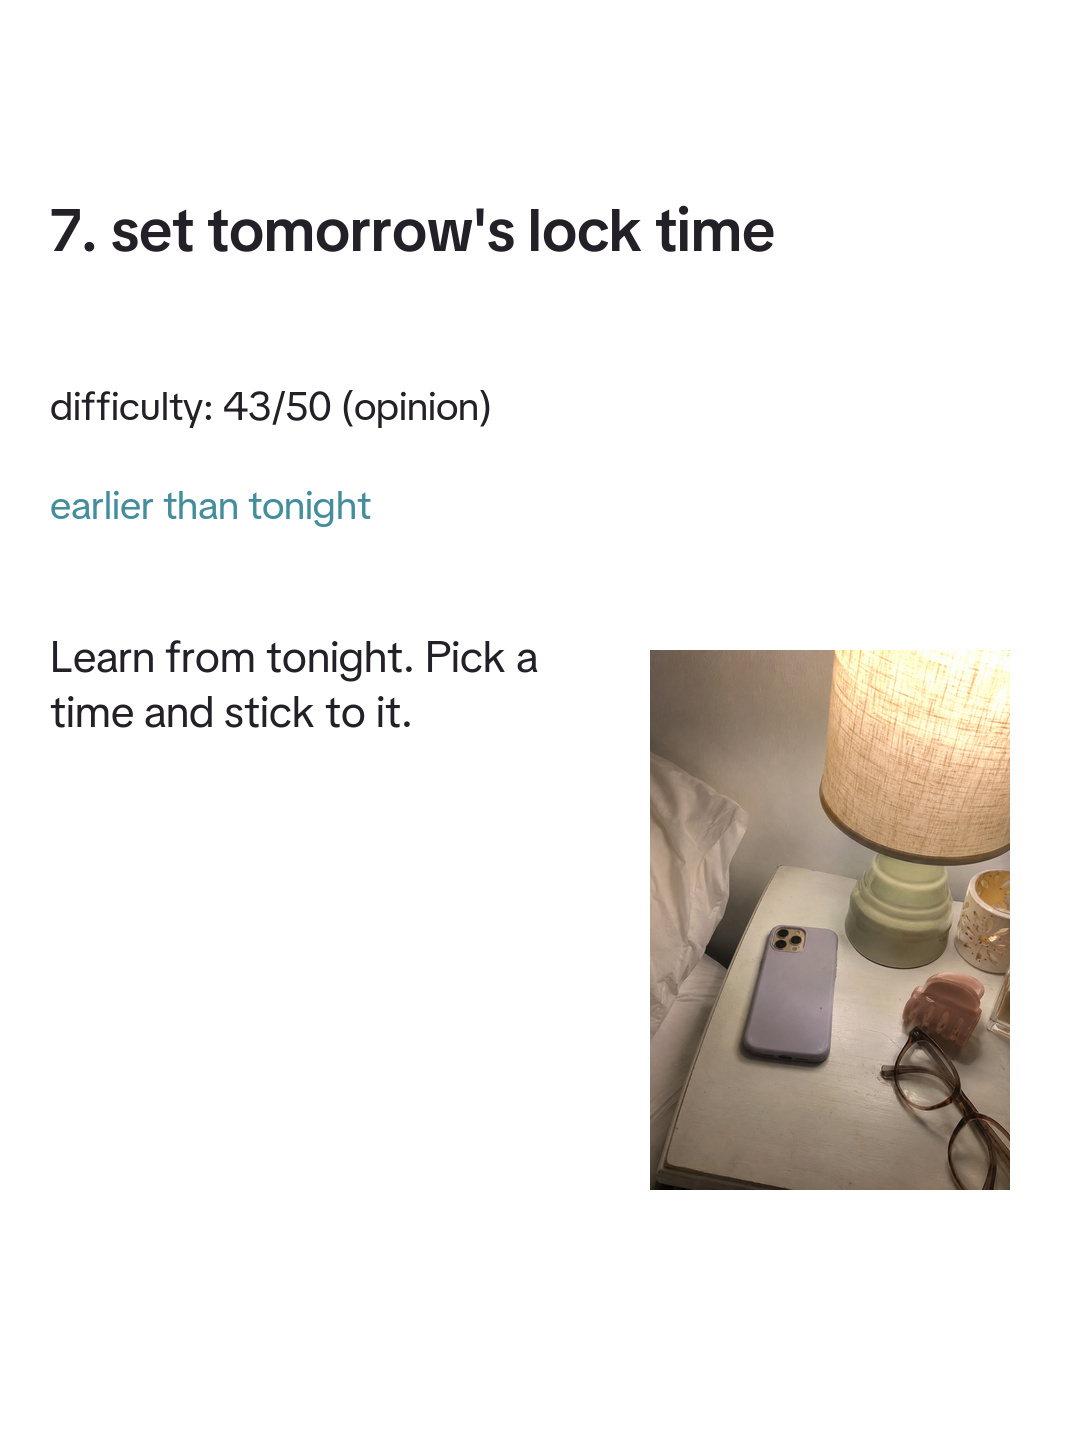 7. set tomorrow's lock time
difficulty: 43/50 (opinion)
earlier than tonight
Learn from tonight. Pick a
time and stick to it.